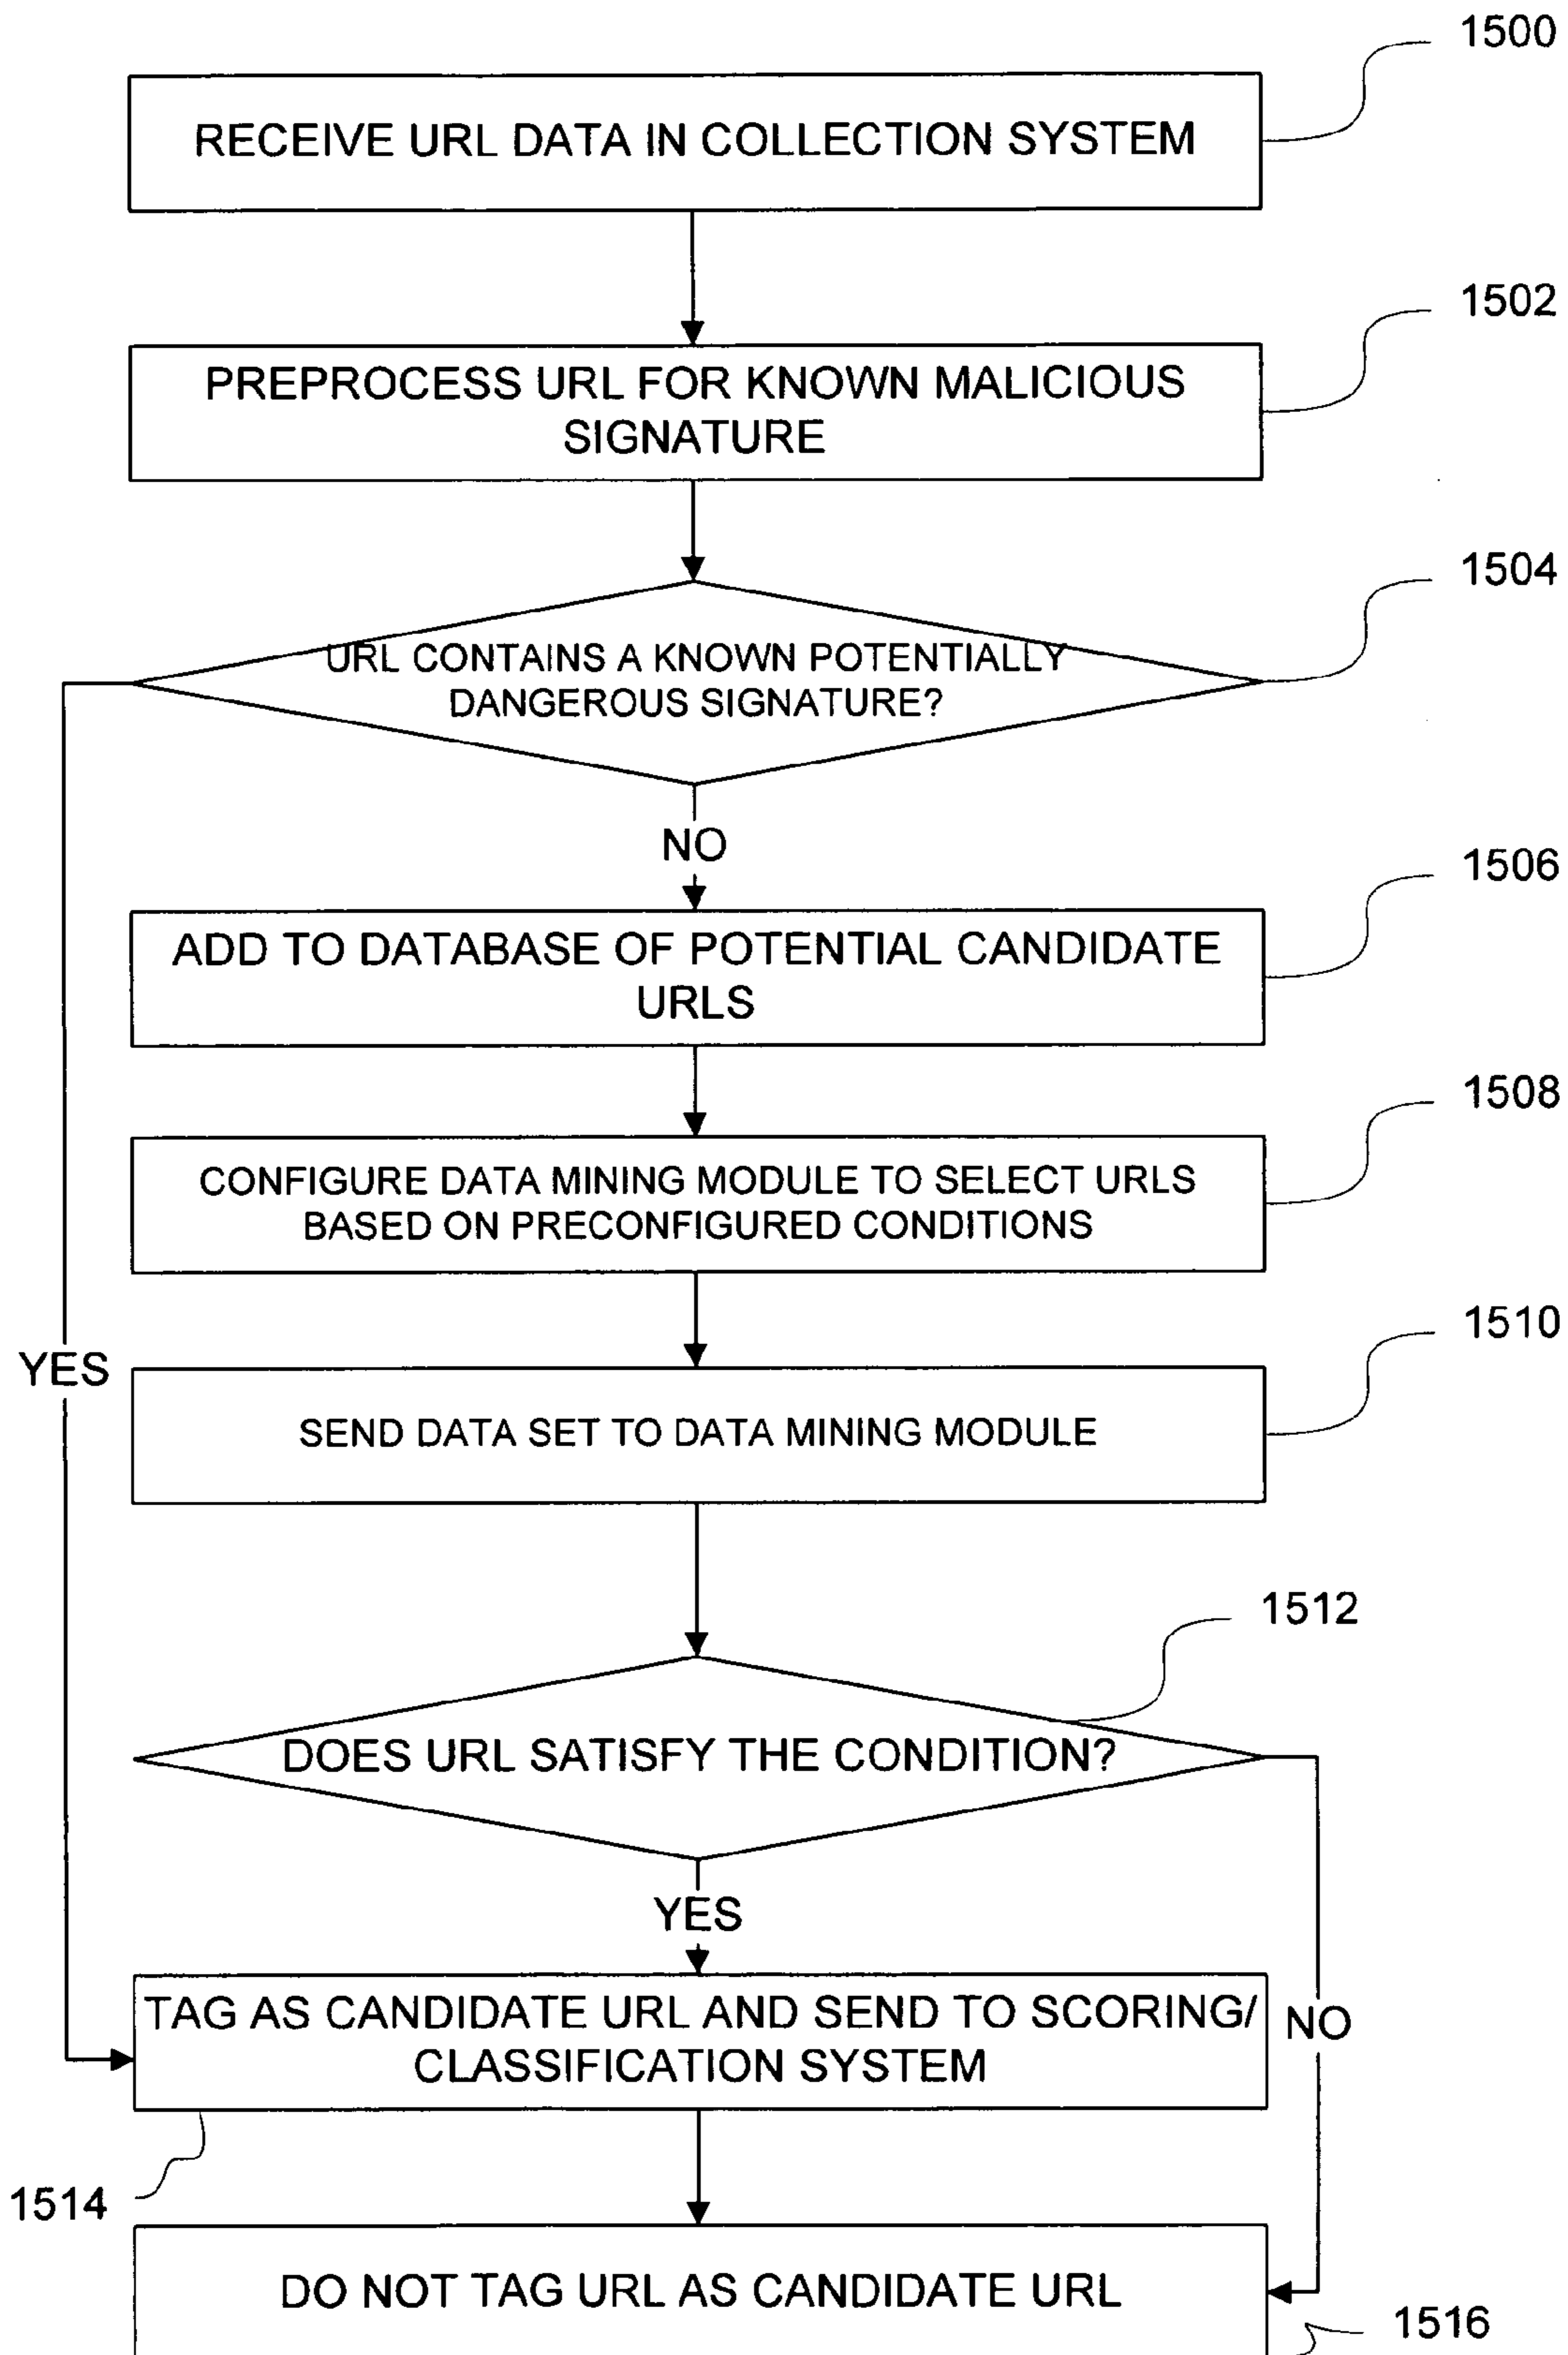 1500
RECEIVE URL DATA IN COLLECTION SYSTEM
1502
PREPROCESS URL FOR KNOWN MALICIOUS
SIGNATURE
1504
URL CONTAINS A KNOWN POTENTIALLY
DANGEROUS SIGNATURE?
NO
1506
ADD TO DATABASE OF POTENTIAL CANDIDATE
URLS
1508
CONFIGURE DATA MINING MODULE TO SELECT URLS
BASED ON PRECONFIGURED CONDITIONS
1510
YES
SEND DATA SET TO DATA MINING MODULE
1512
DOES URL SATISFY THE CONDITION?
YES
TAG AS CANDIDATE URL AND SEND TO SCORING/
CLASSIFICATION SYSTEM
NO
1514
DO NOT TAG URL AS CANDIDATE URL
1516